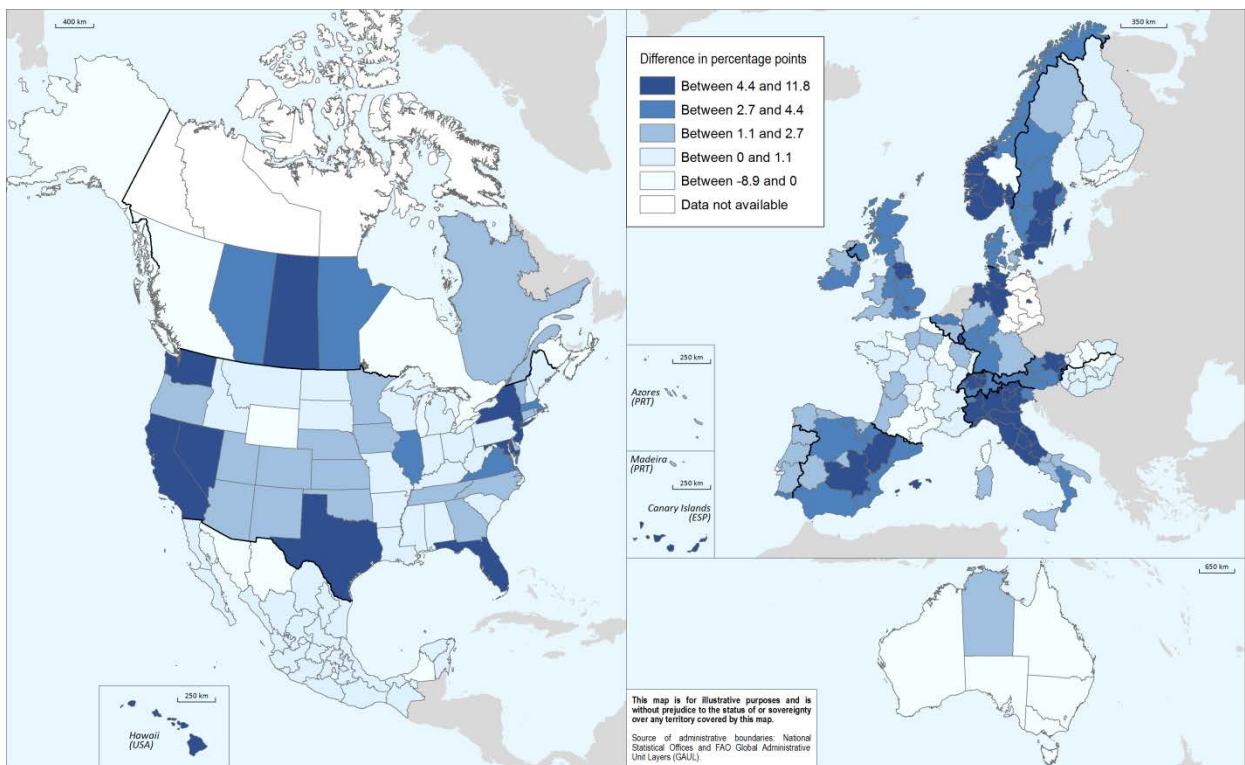 400 km
350 km
Difference in percentage points
Between 4.4 and 11.8
Between 2.7 and 4.4
Between 1.1 and 2.7
Between 0 and 1.1
Between -8.9 and 0
Data not available
250 km
Azores
(PRT)
Madeira
(PRT)
250 km
Canary Islands
(ESP)
650 km
250 km
Hawaii
(USA)
This map is for illustrative purposes and is
without prejudice to the status of or sovereignty
over any territory covered by this map.
Source of administrative boundaries: National
Statistical Offices and FAO Global Administrative
Unit Layers (GAUL).